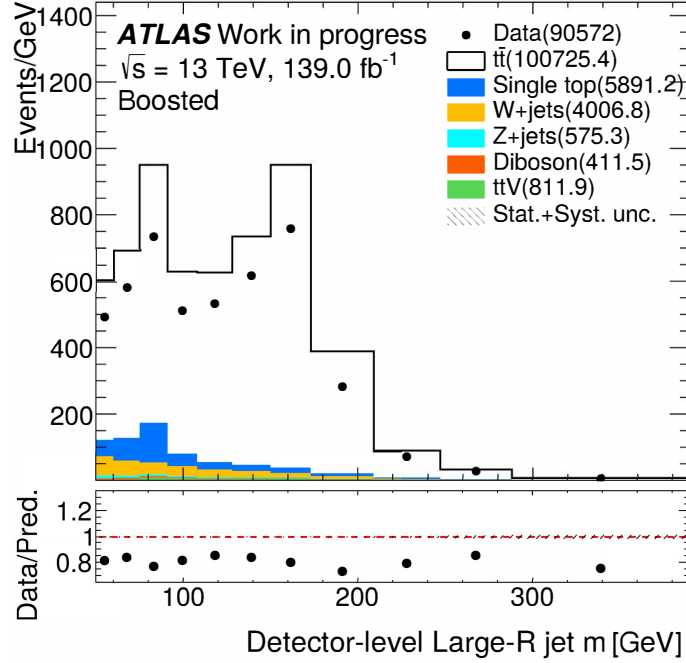 ATLAS Work in progress
√s = 13 TeV, 139.0 fb⁻¹
Boosted
Data(90572)
tt̄(100725.4)
Single top(5891.2)
W+jets(4006.8)
Z+jets(575.3)
Diboson(411.5)
ttV(811.9)
Stat.+Syst. unc.
Events/GeV
1400
1200
1000
800
600
400
200
Data/Pred.
1.2
1
0.8
100
200
300
Detector-level Large-R jet m [GeV]